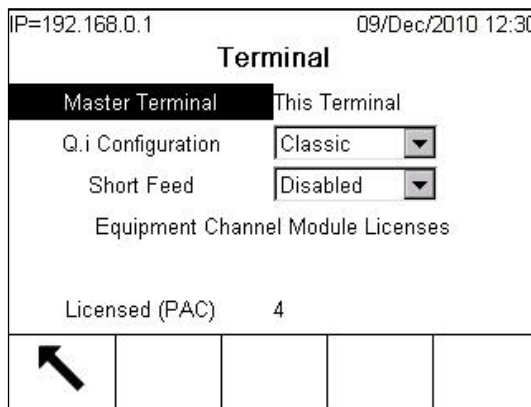 IP=192.168.0.1 09/Dec/2010 12:30
Terminal
Master Terminal This Terminal
Q.i Configuration Classic
Short Feed Disabled
Equipment Channel Module Licenses
Licensed (PAC) 4